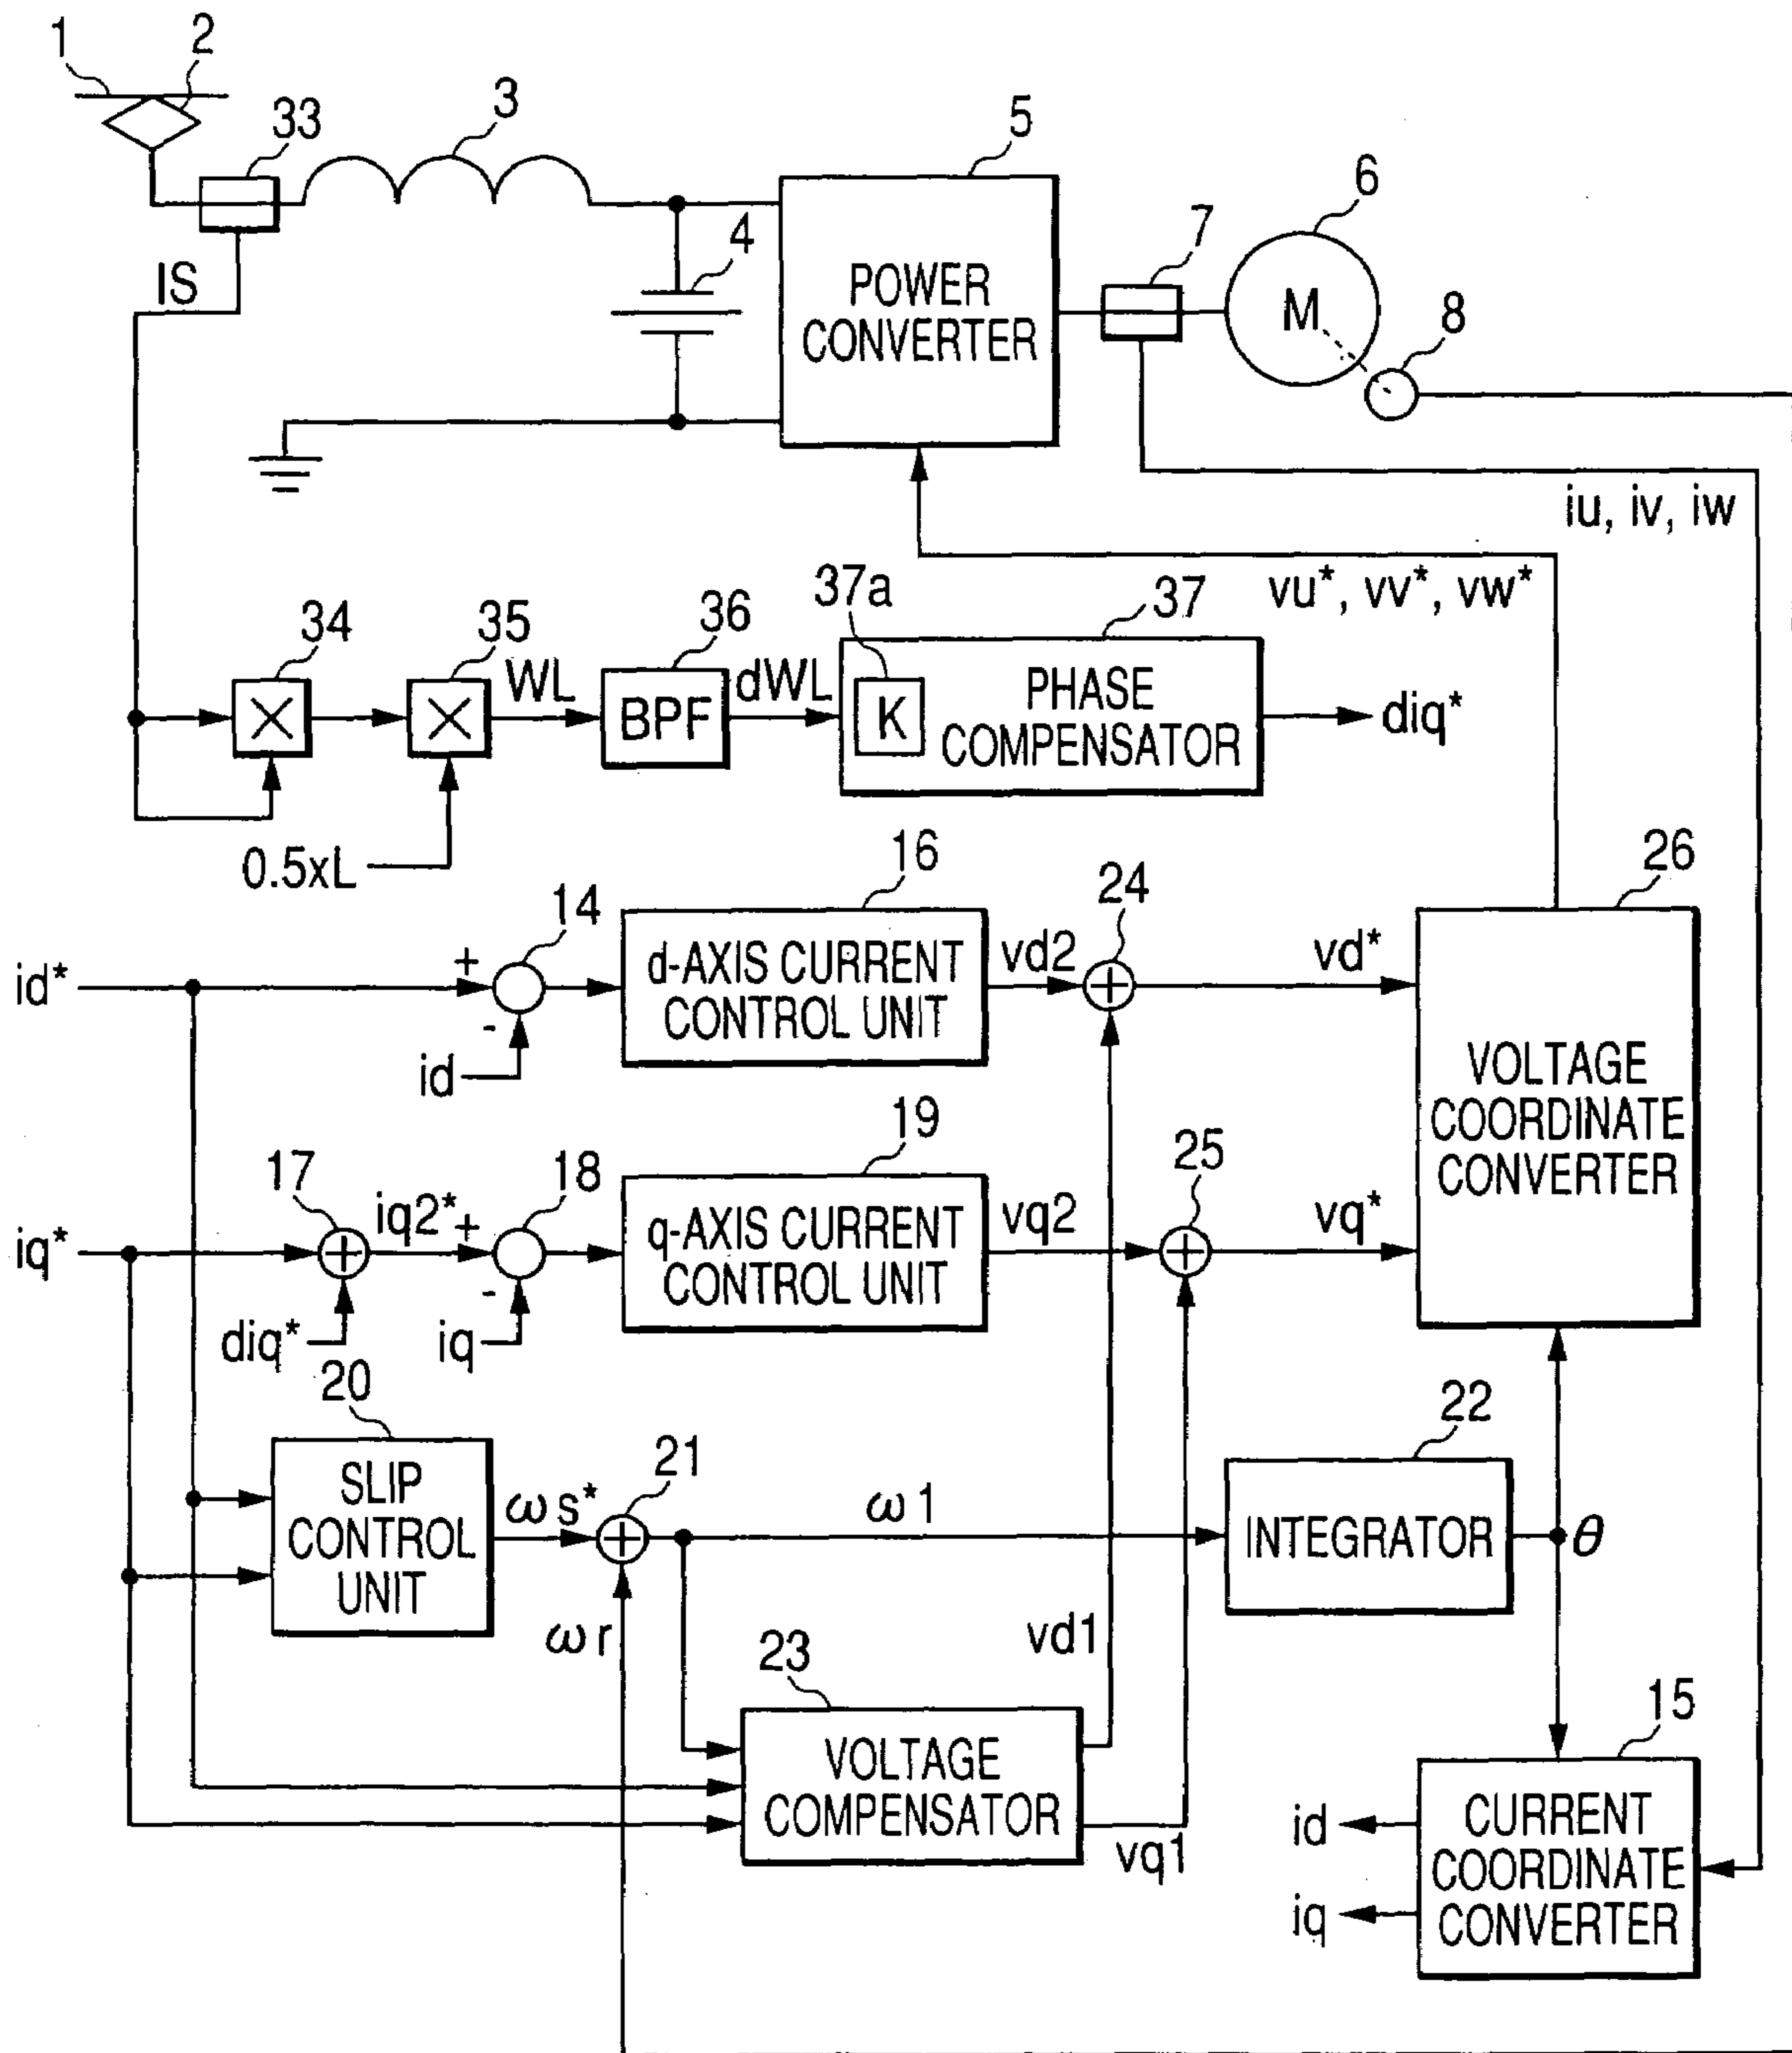 1
2
33
3
5
6
7
8
4
IS
POWER
CONVERTER
M
iu, iv, iw
vu*, vv*, vw*
34
35
36
37a
37
WL
BPF
dWL
K
PHASE
COMPENSATOR
diq*
0.5xL
16
24
26
14
id*
+
-
id
d-AXIS CURRENT
CONTROL UNIT
vd2
+
vd*
VOLTAGE
COORDINATE
CONVERTER
19
25
17
18
iq*
+
iq2*
+
-
diq*
iq
q-AXIS CURRENT
CONTROL UNIT
vq2
+
vq*
20
SLIP
CONTROL
UNIT
ωs*
21
+
ω1
22
INTEGRATOR
θ
ωr
23
vd1
VOLTAGE
COMPENSATOR
vq1
15
id
iq
CURRENT
COORDINATE
CONVERTER